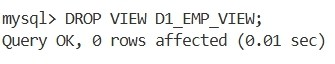 mysql> DROP VIEW D1_EMP_VIEW;
Query OK, 0 rows affected (0.01 sec)